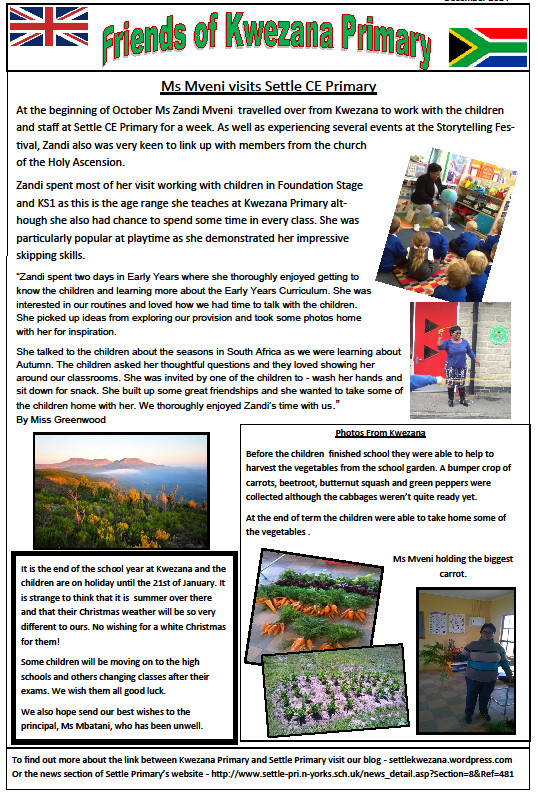 Friends of Kwezana Primary
Ms Mveni visits Settle CE Primary
At the beginning of October Ms Zandi Mveni travelled over from Kwezana to work with the children
and staff at Settle CE Primary for a week. As well as experiencing several events at the Storytelling Fes-
tival, Zandi also was very keen to link up with members from the church
of the Holy Ascension.
Zandi spent most of her visit working with children in Foundation Stage
and KS1 as this is the age range she teaches at Kwezana Primary alt-
hough she also had chance to spend some time in every class. She was
particularly popular at playtime as she demonstrated her impressive
skipping skills.
"Zandi spent two days in Early Years where she thoroughly enjoyed getting to
know the children and learning more about the Early Years Curriculum. She was
interested in our routines and loved how we had time to talk with the children.
She picked up ideas from exploring our provision and took some photos home
with her for inspiration.
She talked to the children about the seasons in South Africa as we were learning about
Autumn. The children asked her thoughtful questions and they loved showing her
around our classrooms. She was invited by one of the children to - wash her hands and
sit down for snack. She built up some great friendships and she wanted to take some of
the children home with her. We thoroughly enjoyed Zandi's time with us."
By Miss Greenwood
It is the end of the school year at Kwezana and the
children are on holiday until the 21st of January. It
is strange to think that it is summer over there
and that their Christmas weather will be so very
different to ours. No wishing for a white Christmas
for them!
Some children will be moving on to the high
schools and others changing classes after their
exams. We wish them all good luck.
We also hope send our best wishes to the
principal, Ms Mbatani, who has been unwell.
Photos From Kwezana
Before the children finished school they were able to help to
harvest the vegetables from the school garden. A bumper crop of
carrots, beetroot, butternut squash and green peppers were
collected although the cabbages weren't quite ready yet.
At the end of term the children were able to take home some of
the vegetables .
Ms Mveni holding the biggest
carrot.
To find out more about the link between Kwezana Primary and Settle Primary visit our blog - settlekwezana.wordpress.com
Or the news section of Settle Primary's website - http://www.settle-pri.n-yorks.sch.uk/news_detail.asp?Section=8&Ref=481